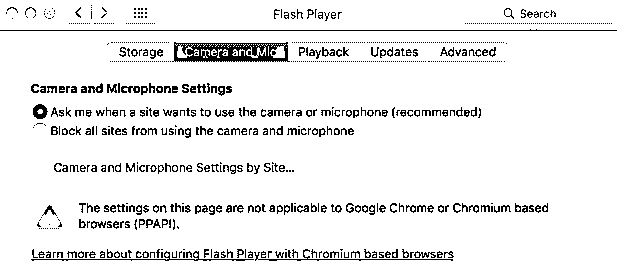 Flash Player
Search
Storage Camera and Mic Playback Updates Advanced
Camera and Microphone Settings
Ask me when a site wants to use the camera or microphone (recommended)
Block all sites from using the camera and microphone
Camera and Microphone Settings by Site...
The settings on this page are not applicable to Google Chrome or Chromium based
browsers (PPAPI).
Learn more about configuring Flash Player with Chromium based browsers